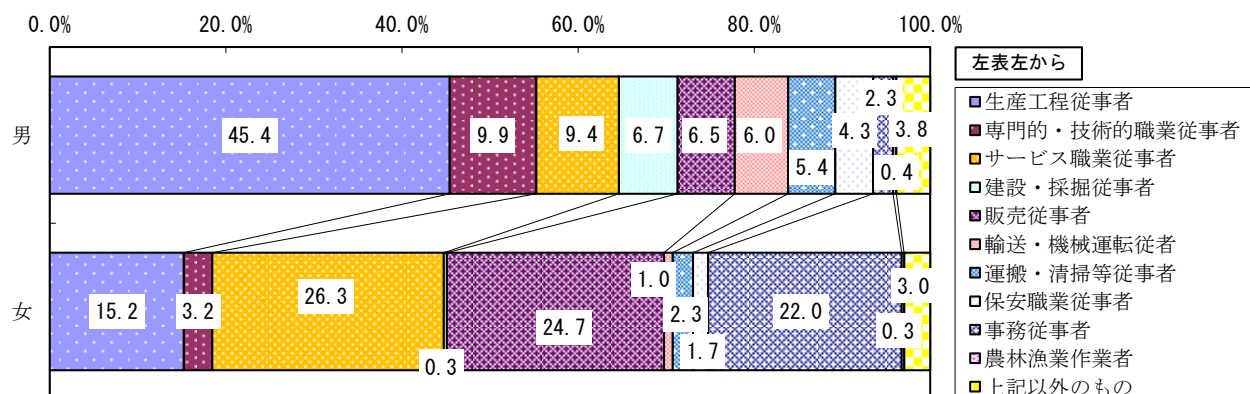 0.0% 20.0% 40.0% 60.0% 80.0% 100.0%
左表左から
男
45.4 9.9 9.4 6.7 6.5 6.0 5.4 4.3 2.3 0.4 3.8
女
15.2 3.2 26.3 0.3 24.7 1.0 2.3 1.7 22.0 0.3 3.0
生産工程従事者
専門的・技術的職業従事者
サービス職業従事者
建設・採掘従事者
販売従事者
輸送・機械運転従者
運搬・清掃等従事者
保安職業従事者
事務従事者
農林漁業作業者
上記以外のもの